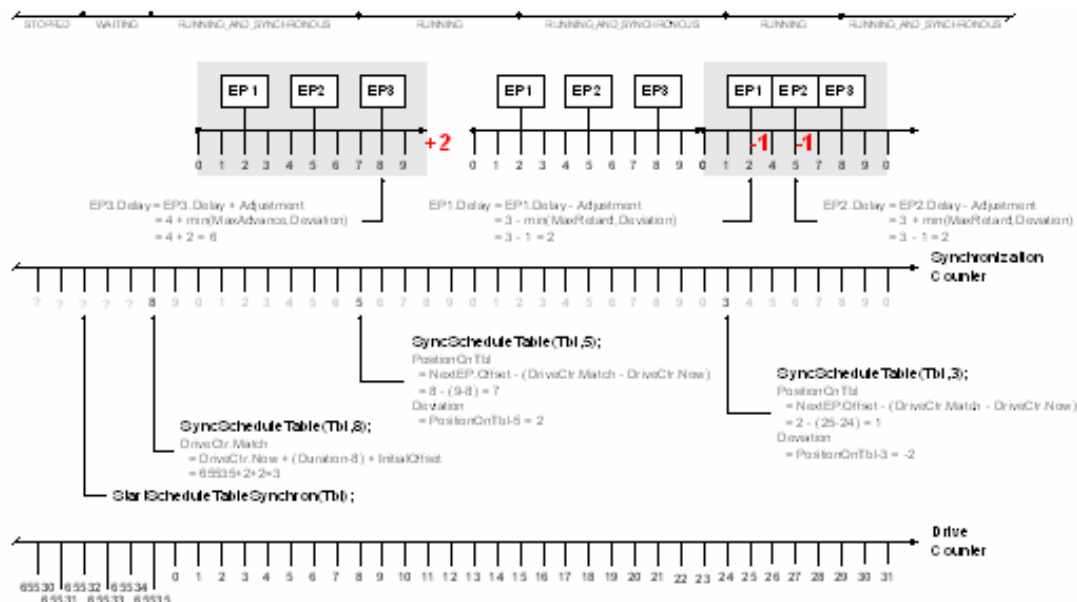 STOPPED WAITING RUNNING_AND_SYNCHRONOUS RUNNING RUNNING_AND_SYNCHRONOUS RUNNING RUNNING_AND_SYNCHRONOUS
EP1 EP2 EP3 EP1 EP2 EP3 EP1 EP2 EP3
+2 -1 -1
0 1 2 3 4 5 6 7 8 9 0 1 2 3 4 5 6 7 8 9 0 1 2 4 5 7 8 9 0
EP3.Delay = EP3.Delay + Adjustment
= 4 + min(MaxAdvance,Deviation)
= 4 + 2 = 6
EP1.Delay = EP1.Delay - Adjustment
= 3 - min(MaxRetard,Deviation)
= 3 - 1 = 2
EP2.Delay = EP2.Delay - Adjustment
= 3 + min(MaxRetard,Deviation)
= 3 - 1 = 2
Synchronization
Counter
? ? ? ? 8 9 0 1 2 3 4 5 6 5 6 7 8 9 0 1 2 3 4 5 6 7 8 9 0 3 4 5 6 7 8 9 0
SyncScheduleTable(Tbl,5);
PositionOnTbl
= NextEP.Offset - (DriveCtr.Match - DriveCtr.Now)
= 8 - (9-8) = 7
Deviation
= PositionOnTbl-5 = 2
SyncScheduleTable(Tbl,3);
PositionOnTbl
= NextEP.Offset - (DriveCtr.Match - DriveCtr.Now)
= 2 - (25-24) = 1
Deviation
= PositionOnTbl-3 = -2
SyncScheduleTable(Tbl,8);
DriveCtr.Match
= DriveCtr.Now + (Duration-8) + InitialOffset
= 65535+2+2=3
StartScheduleTableSynchron(Tbl);
Drive
Counter
65530 65531 65532 65533 65534 65535 0 1 2 3 4 5 6 7 8 9 10 11 12 13 14 15 16 17 18 19 20 21 22 23 24 25 26 27 28 29 30 31